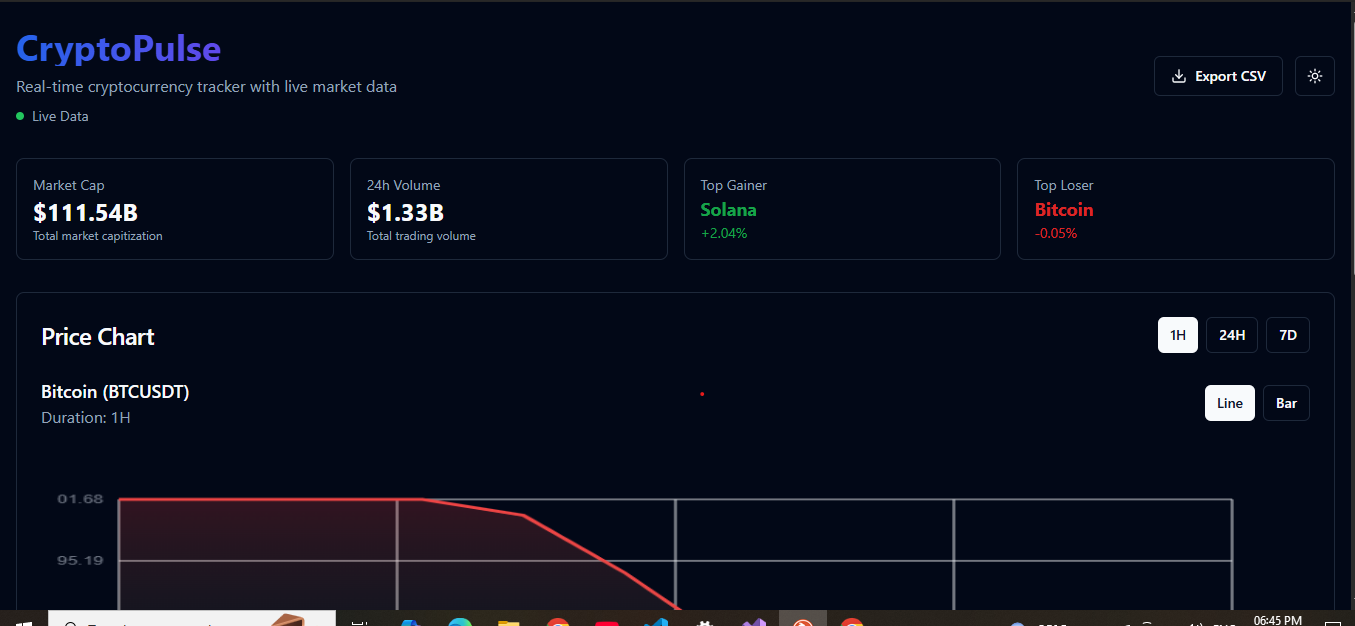 CryptoPulse
Real-time cryptocurrency tracker with live market data
Live Data
Export CSV
Market Cap
$111.54B
Total market capitization
24h Volume
$1.33B
Total trading volume
Top Gainer
Solana
+2.04%
Top Loser
Bitcoin
-0.05%
Price Chart
1H
24H
7D
Bitcoin (BTCUSDT)
Duration: 1H
Line
Bar
01.68
95.19
06:45 PM